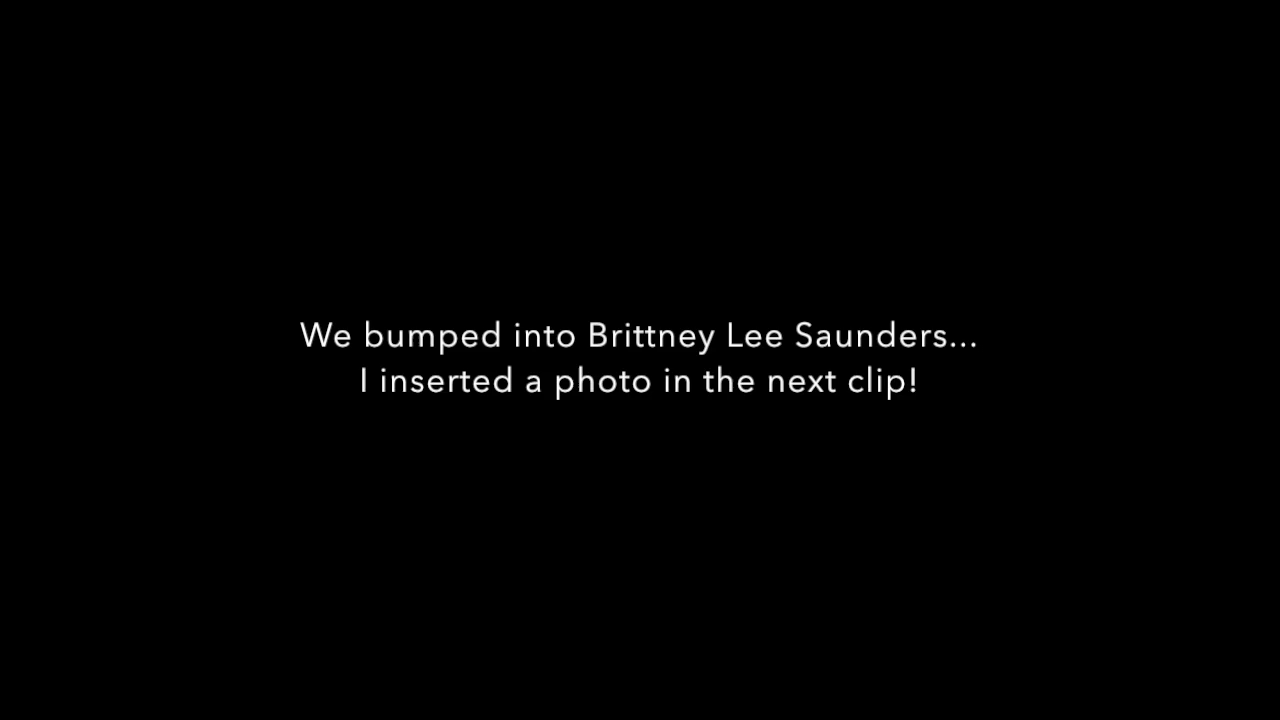 We bumped into Brittney Lee Saunders...
I inserted a photo in the next clip!